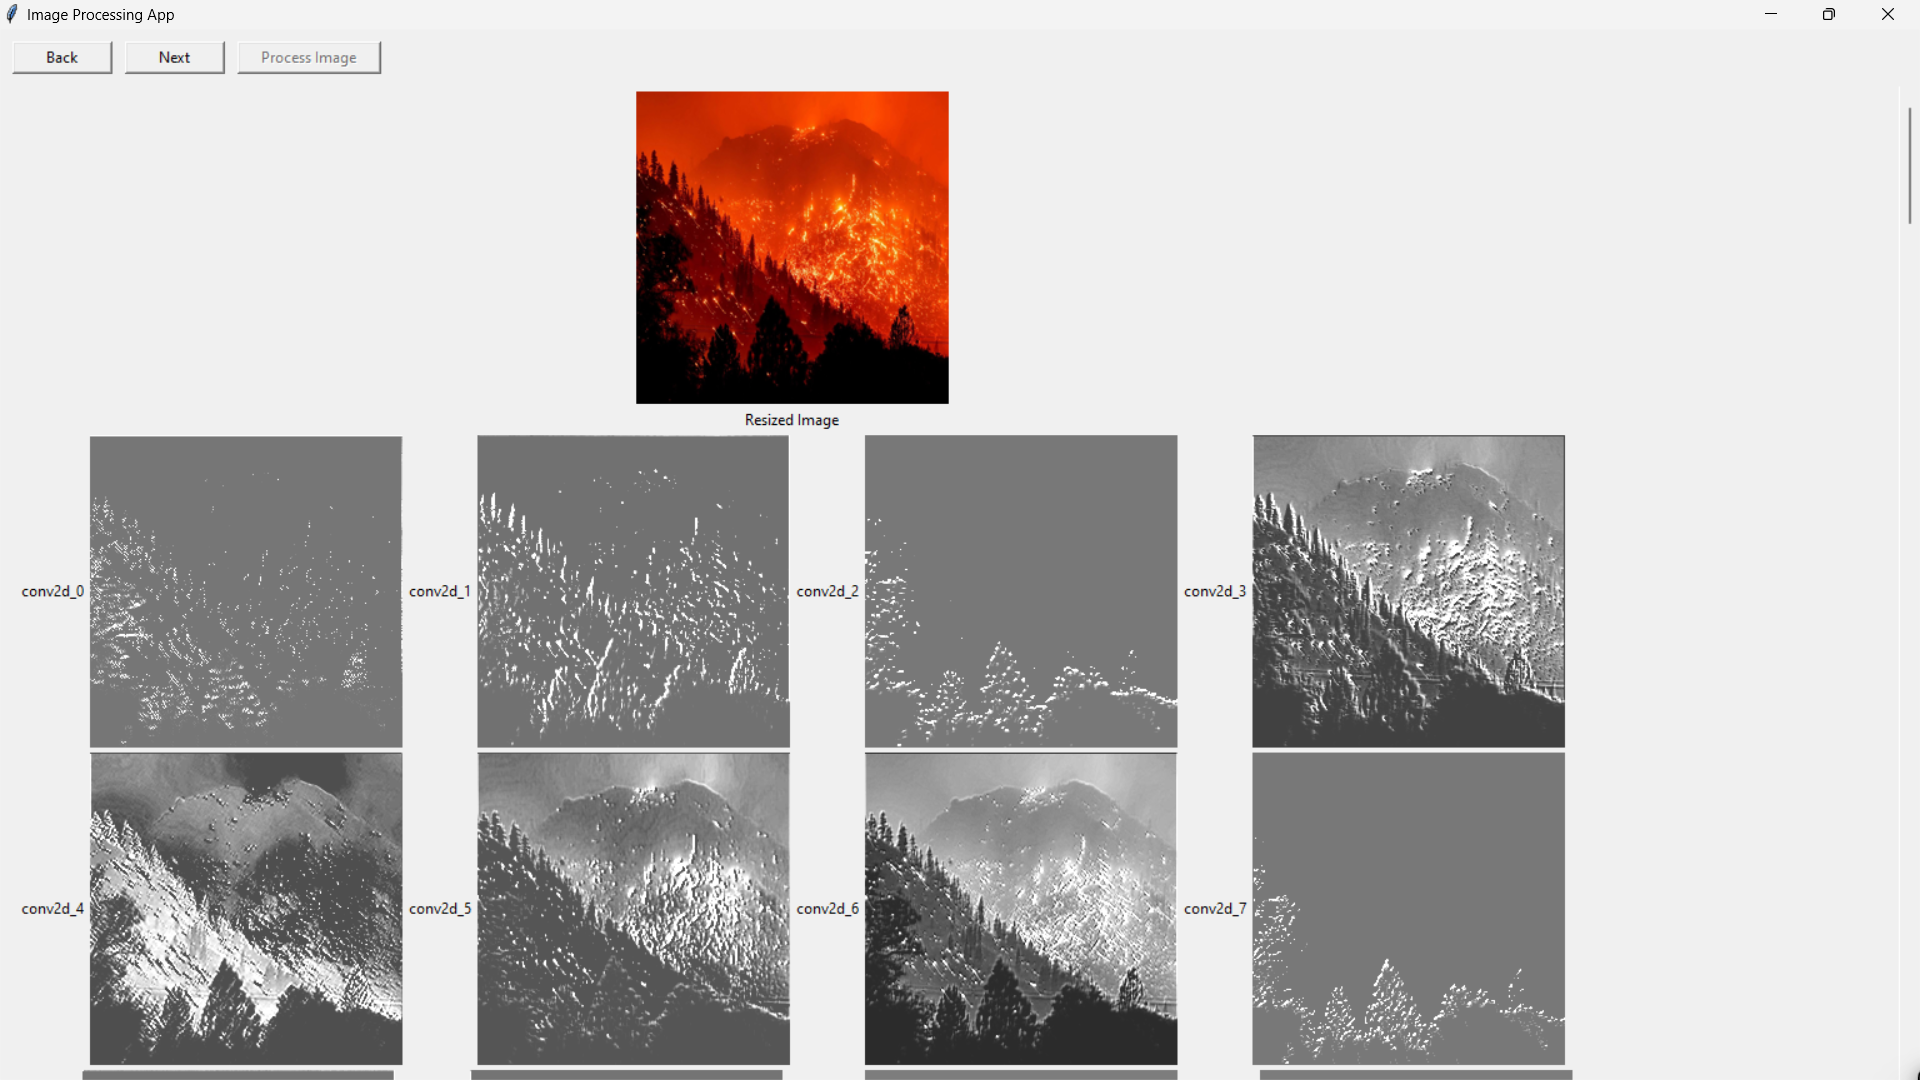 Image Processing App
Back Next Process Image
Resized Image
conv2d_0 conv2d_1 conv2d_2 conv2d_3
conv2d_4 conv2d_5 conv2d_6 conv2d_7